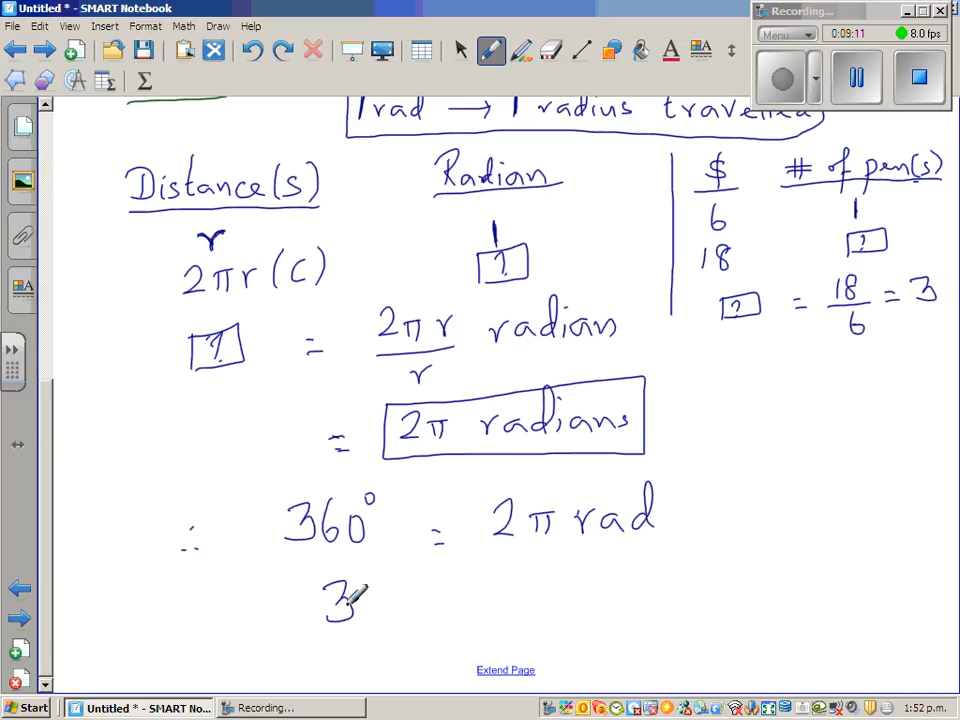 Untitled * - SMART Notebook
File Edit View Insert Format Math Draw Help
Recording...
Menu 0:09:11 8.0 fps
1 rad → 1 radius travelled
Distance(s) Radian $ # of pen(s)
r 1 6 1
2πr (C) ? 18 ?
? = 2πr/r radian ? = 18/6 = 3
= 2π radians
∴ 360° = 2π rad
3
Extend Page
Start Untitled * - SMART No... Recording... 1:52 p.m.